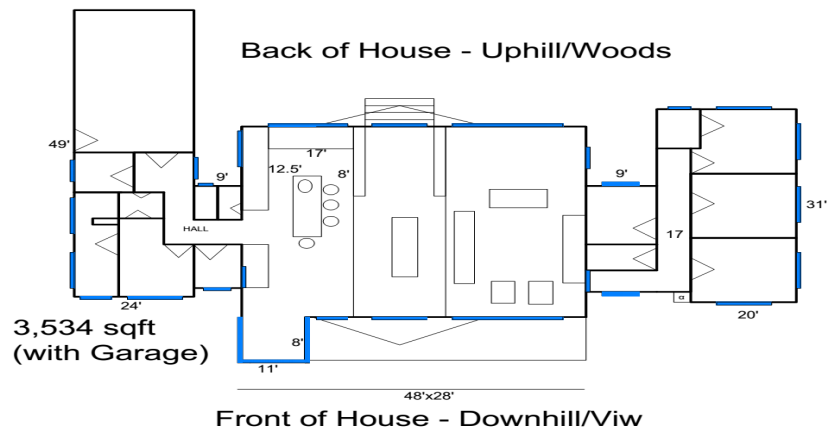 Back of House - Uphill/Woods
49'
17'
12.5'
8'
9'
9'
31'
HALL
17
24'
3,534 sqft
(with Garage)
8'
11'
a
20'
48'x28'
Front of House - Downhill/Viw